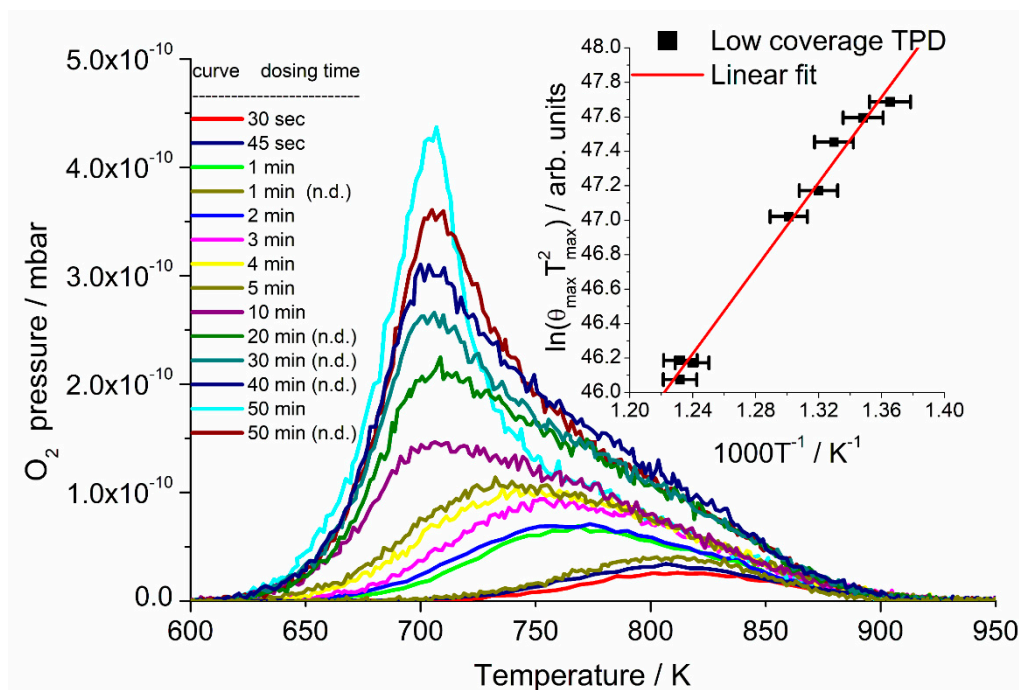 5.0x10⁻¹⁰
4.0x10⁻¹⁰
3.0x10⁻¹⁰
2.0x10⁻¹⁰
1.0x10⁻¹⁰
0.0
O₂ pressure / mbar
600 650 700 750 800 850 900 950
Temperature / K
curve dosing time
30 sec
45 sec
1 min
1 min (n.d.)
2 min
3 min
4 min
5 min
10 min
20 min (n.d.)
30 min (n.d.)
40 min (n.d.)
50 min
50 min (n.d.)
Low coverage TPD
Linear fit
48.0
47.8
47.6
47.4
47.2
47.0
46.8
46.6
46.4
46.2
46.0
ln(θmaxT²max) / arb. units
1.20 1.24 1.28 1.32 1.36 1.40
1000T⁻¹ / K⁻¹